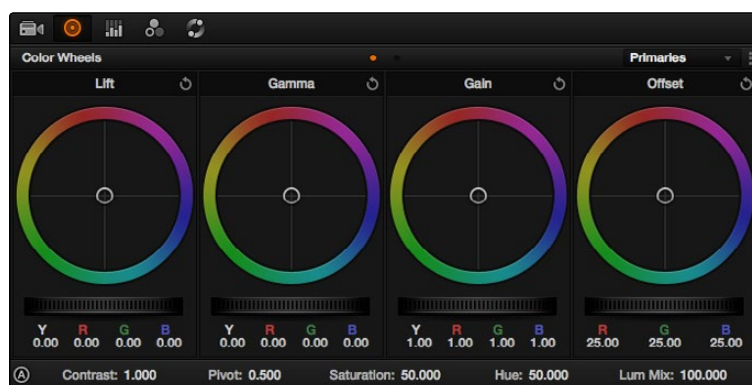 Color Wheels Primaries
Lift Gamma Gain Offset
Y R G B Y R G B Y R G B R G B
0.00 0.00 0.00 0.00 0.00 0.00 0.00 0.00 1.00 1.00 1.00 1.00 25.00 25.00 25.00
A Contrast: 1.000 Pivot: 0.500 Saturation: 50.000 Hue: 50.000 Lum Mix: 100.000